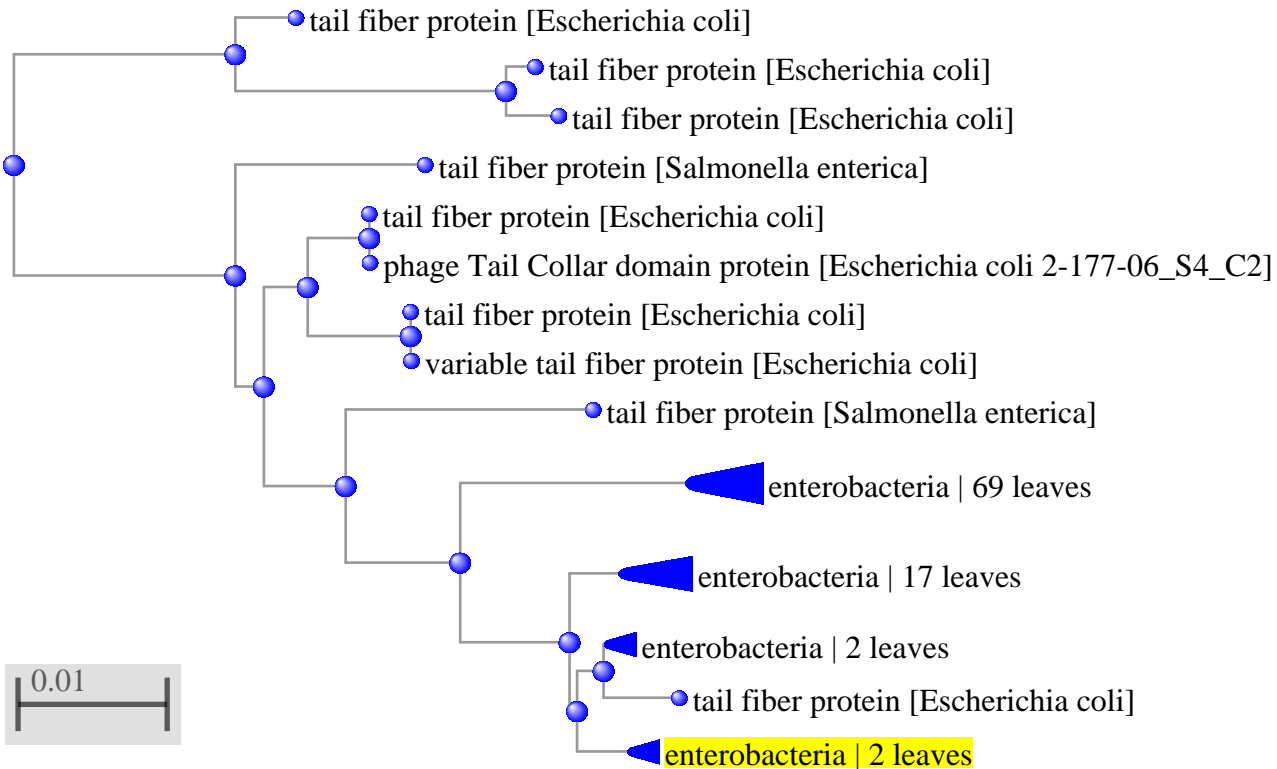 tail fiber protein [Escherichia coli]
tail fiber protein [Escherichia coli]
tail fiber protein [Escherichia coli]
tail fiber protein [Salmonella enterica]
tail fiber protein [Escherichia coli]
phage Tail Collar domain protein [Escherichia coli 2-177-06_S4_C2]
tail fiber protein [Escherichia coli]
variable tail fiber protein [Escherichia coli]
tail fiber protein [Salmonella enterica]
enterobacteria | 69 leaves
enterobacteria | 17 leaves
enterobacteria | 2 leaves
0.01
tail fiber protein [Escherichia coli]
enterobacteria | 2 leaves